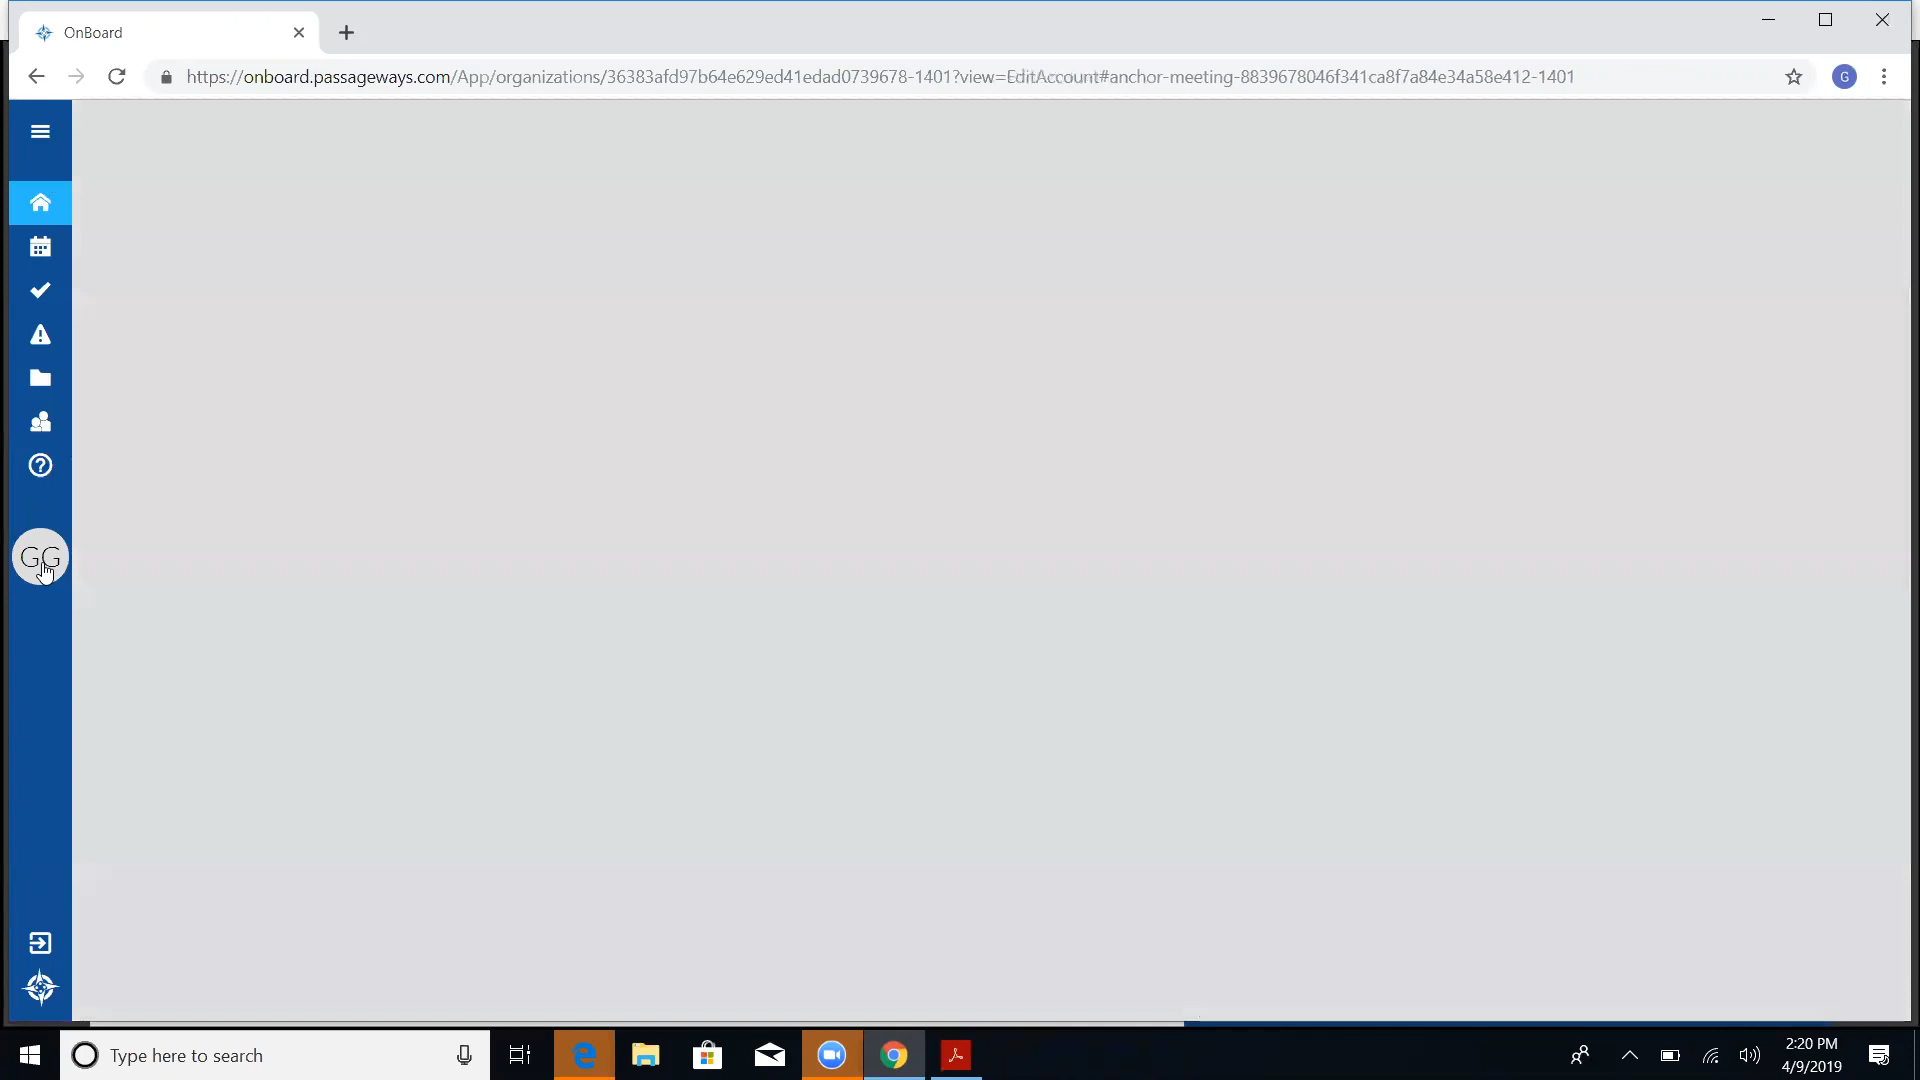 OnBoard
https://onboard.passageways.com/App/organizations/36383afd97b64e629ed41edad0739678-1401?view=EditAccount#anchor-meeting-8839678046f341ca8f7a84e34a58e412-1401
G
GG
Type here to search
2:20 PM
4/9/2019